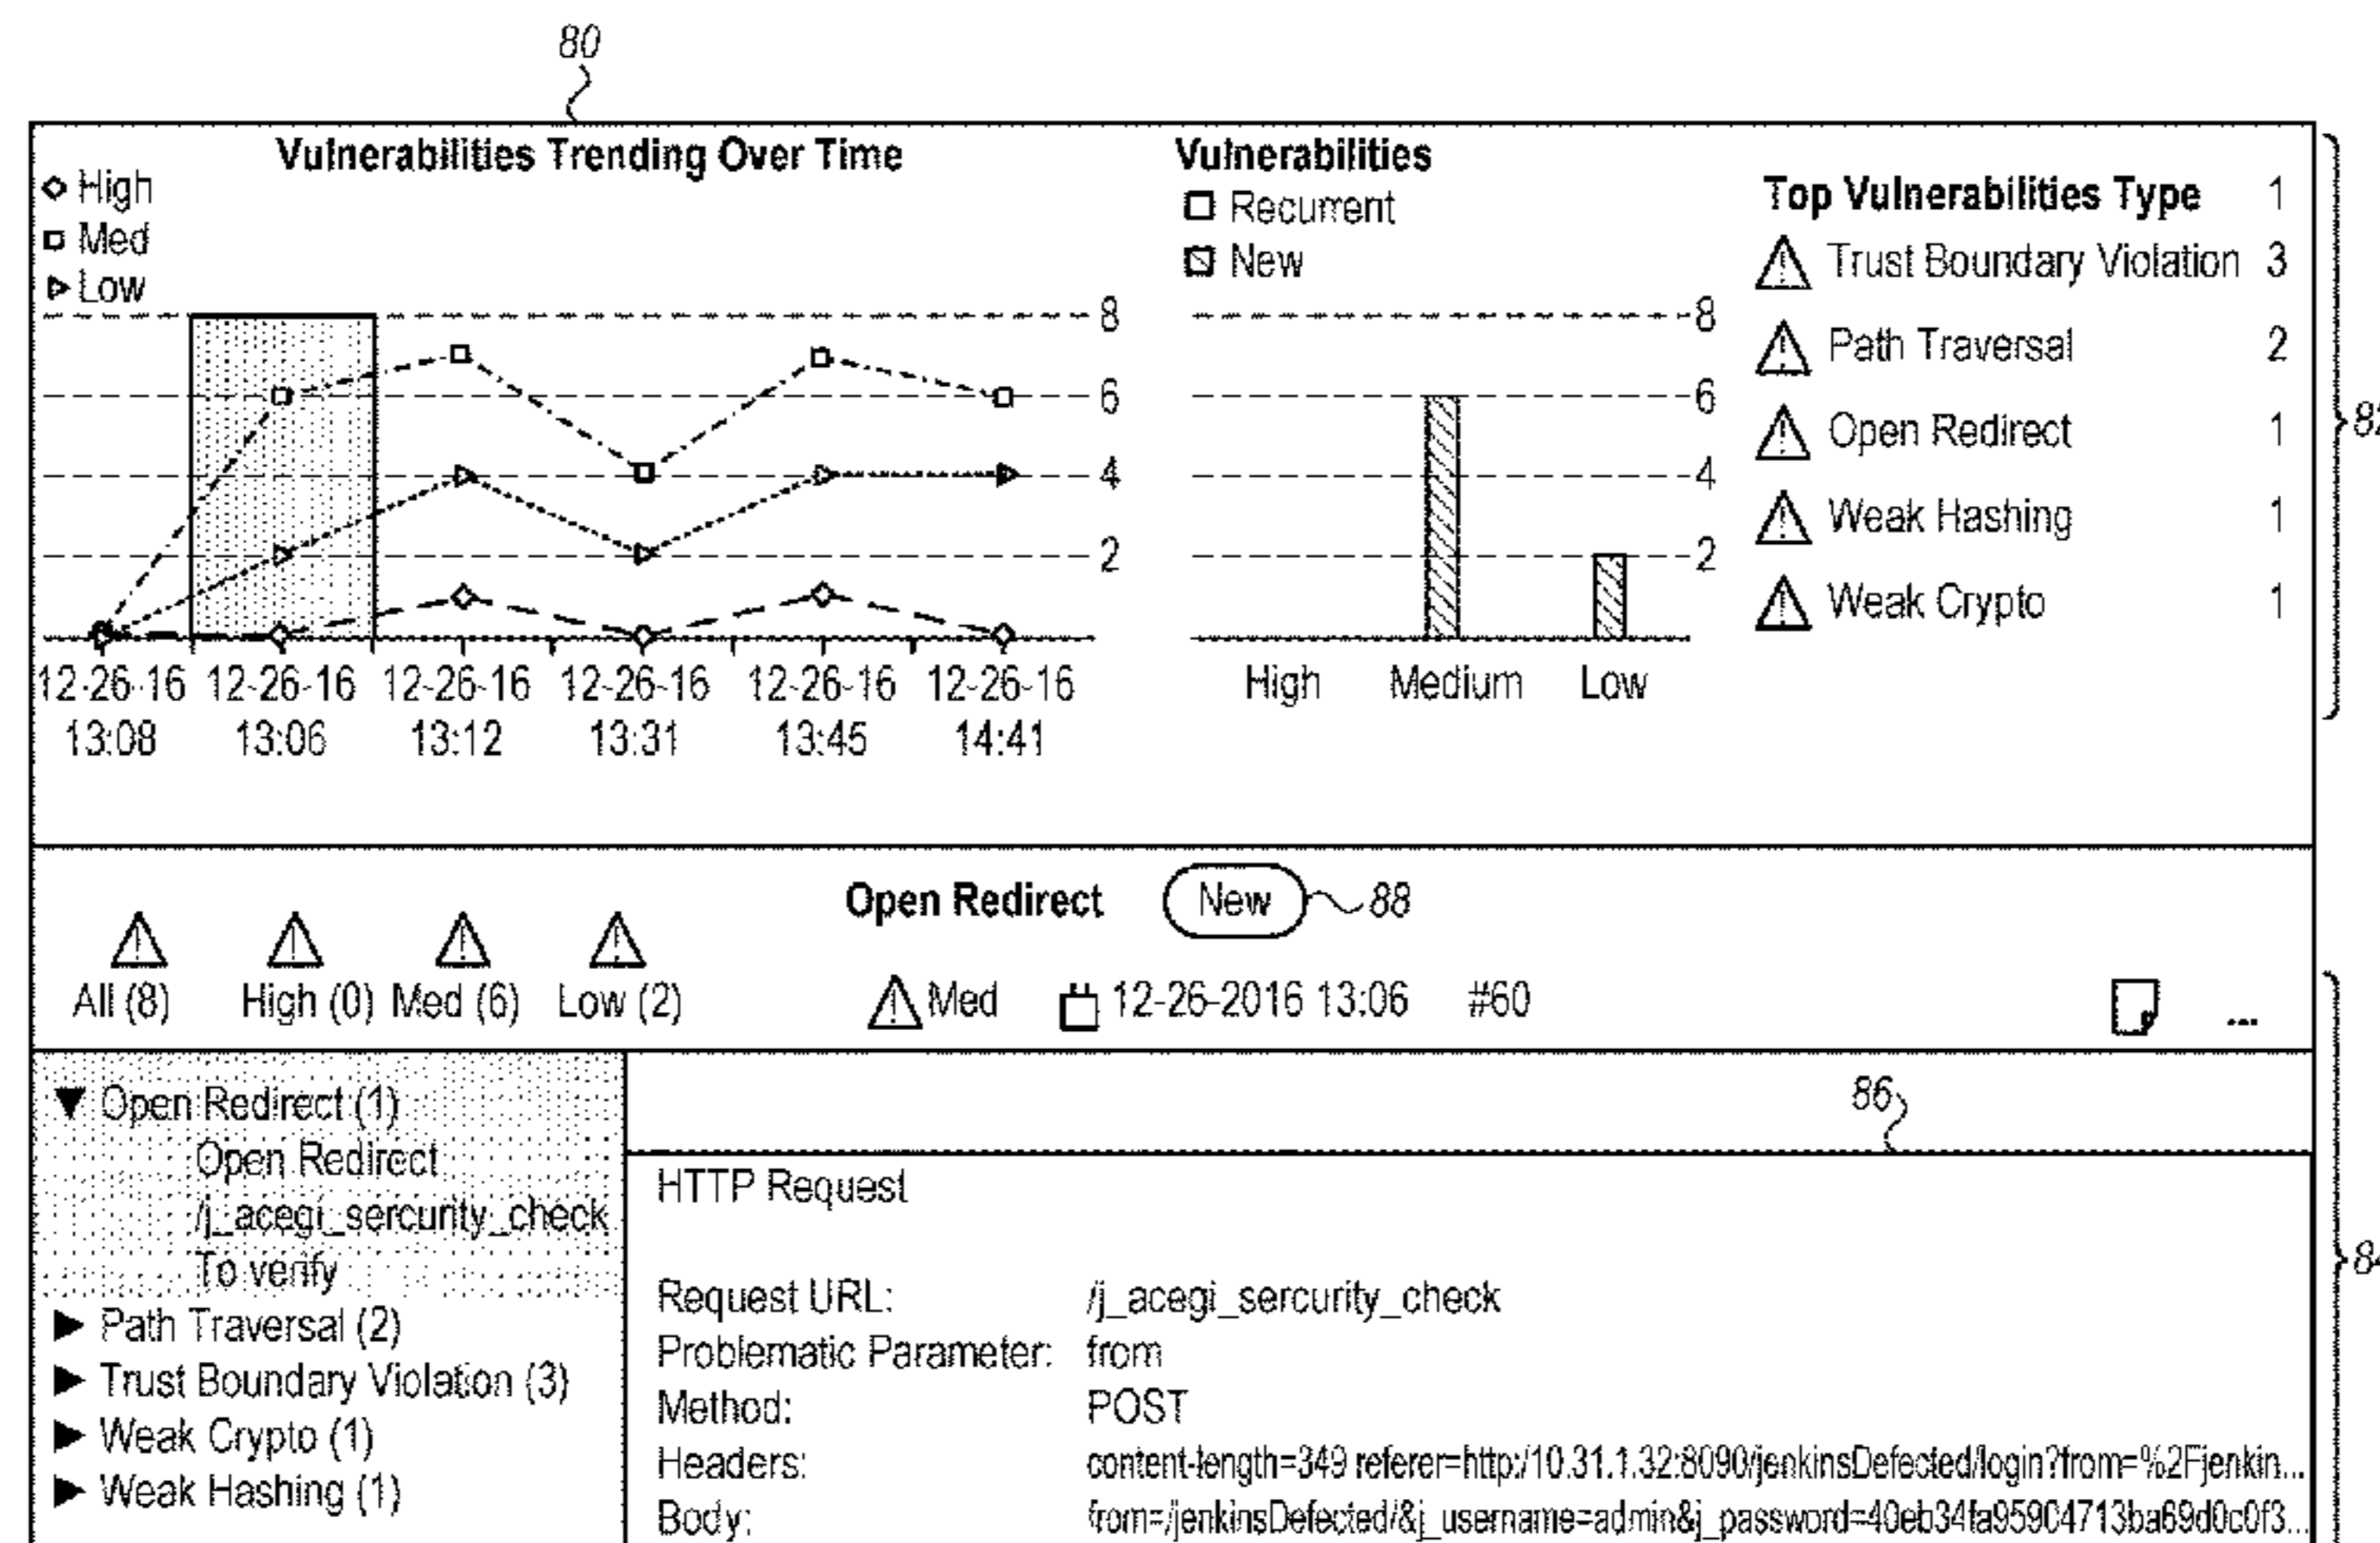 80
Vulnerabilities Trending Over Time
High
Med
Low
8
6
4
2
12-26-16 12-26-16 12-26-16 12-26-16 12-26-16 12-26-16
13:08 13:06 13:12 13:31 13:45 14:41
Vulnerabilities
Recurrent
New
8
6
4
2
High Medium Low
Top Vulnerabilities Type 1
Trust Boundary Violation 3
Path Traversal 2
Open Redirect 1
Weak Hashing 1
Weak Crypto 1
Open Redirect New 88
All (8) High (0) Med (6) Low (2)
Med 12-26-2016 13:06 #60 ...
Open Redirect (1)
Open Redirect
/j_acegi_sercurity_check
To verify
Path Traversal (2)
Trust Boundary Violation (3)
Weak Crypto (1)
Weak Hashing (1)
86
HTTP Request
Request URL: /j_acegi_sercurity_check
Problematic Parameter: from
Method: POST
Headers: content-length=349 referer=http:/10.31.1.32:8090/jenkinsDefected/login?from=%2Fjenkin...
Body: from=/jenkinsDefected/&j_username=admin&j_password=40eb34fa95904713ba69d0c0f3...